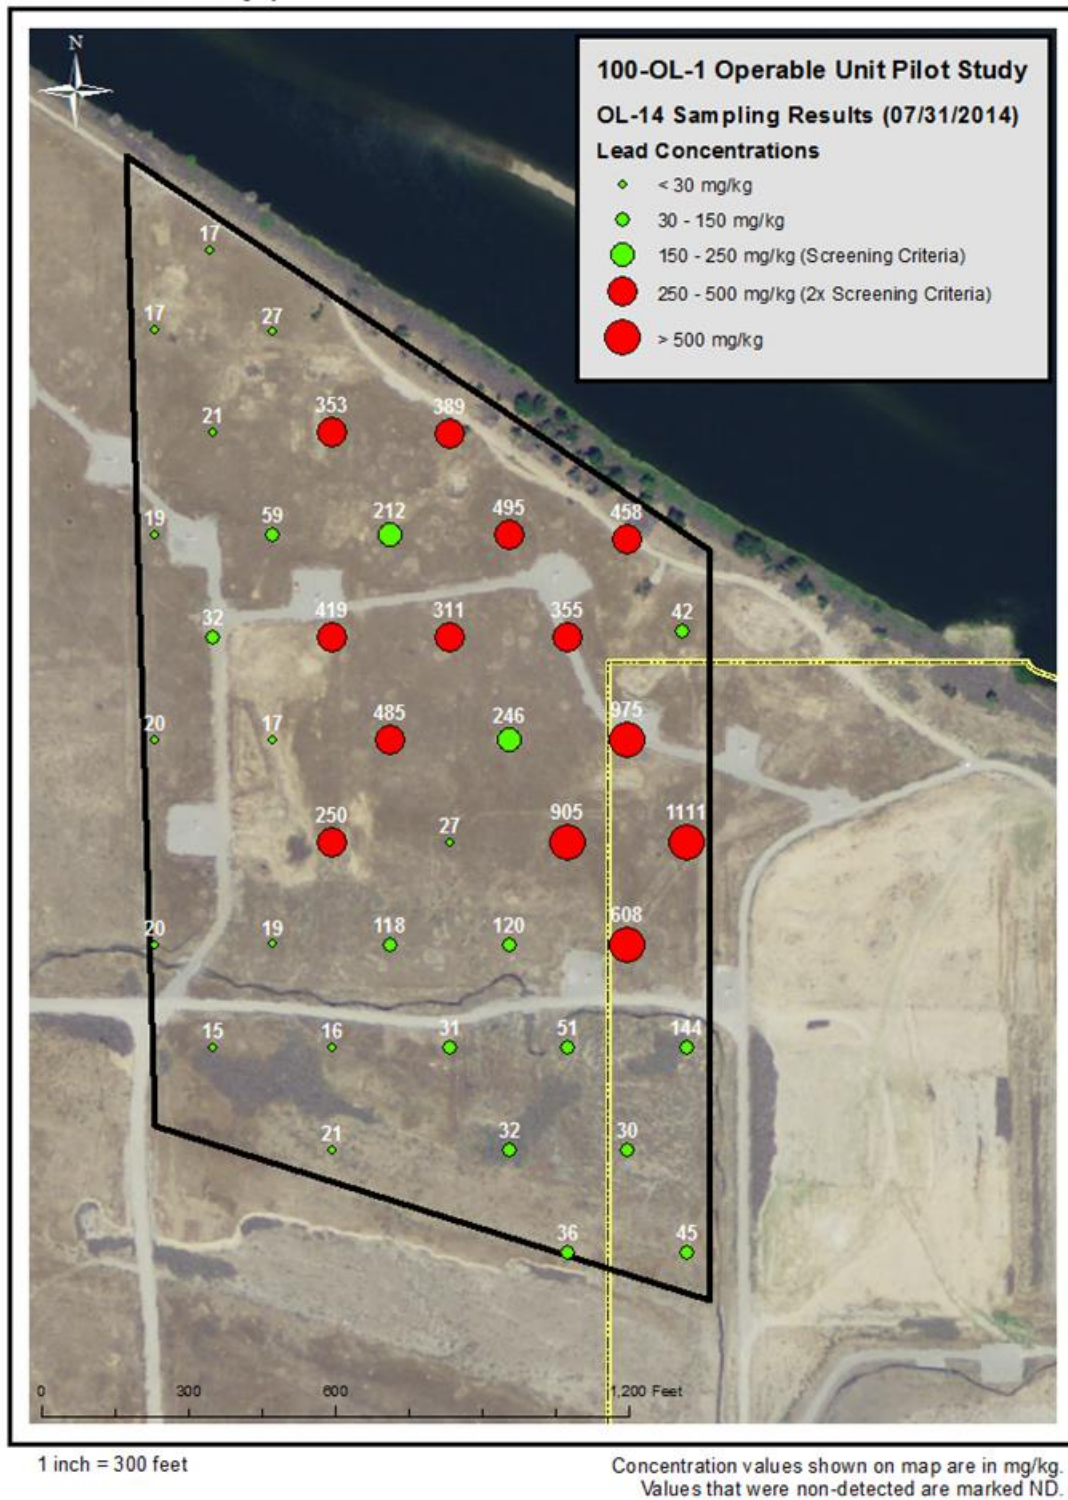 N
100-OL-1 Operable Unit Pilot Study
OL-14 Sampling Results (07/31/2014)
Lead Concentrations
< 30 mg/kg
30 - 150 mg/kg
150 - 250 mg/kg (Screening Criteria)
250 - 500 mg/kg (2x Screening Criteria)
> 500 mg/kg
17
17 27
21 353 389
19 59 212 495 458
32 419 311 355 42
20 17 485 246 975
250 27 905 1111
20 19 118 120 608
15 16 31 51 144
21 32 30
36 45
0 300 600 1,200 Feet
1 inch = 300 feet
Concentration values shown on map are in mg/kg.
Values that were non-detected are marked ND.